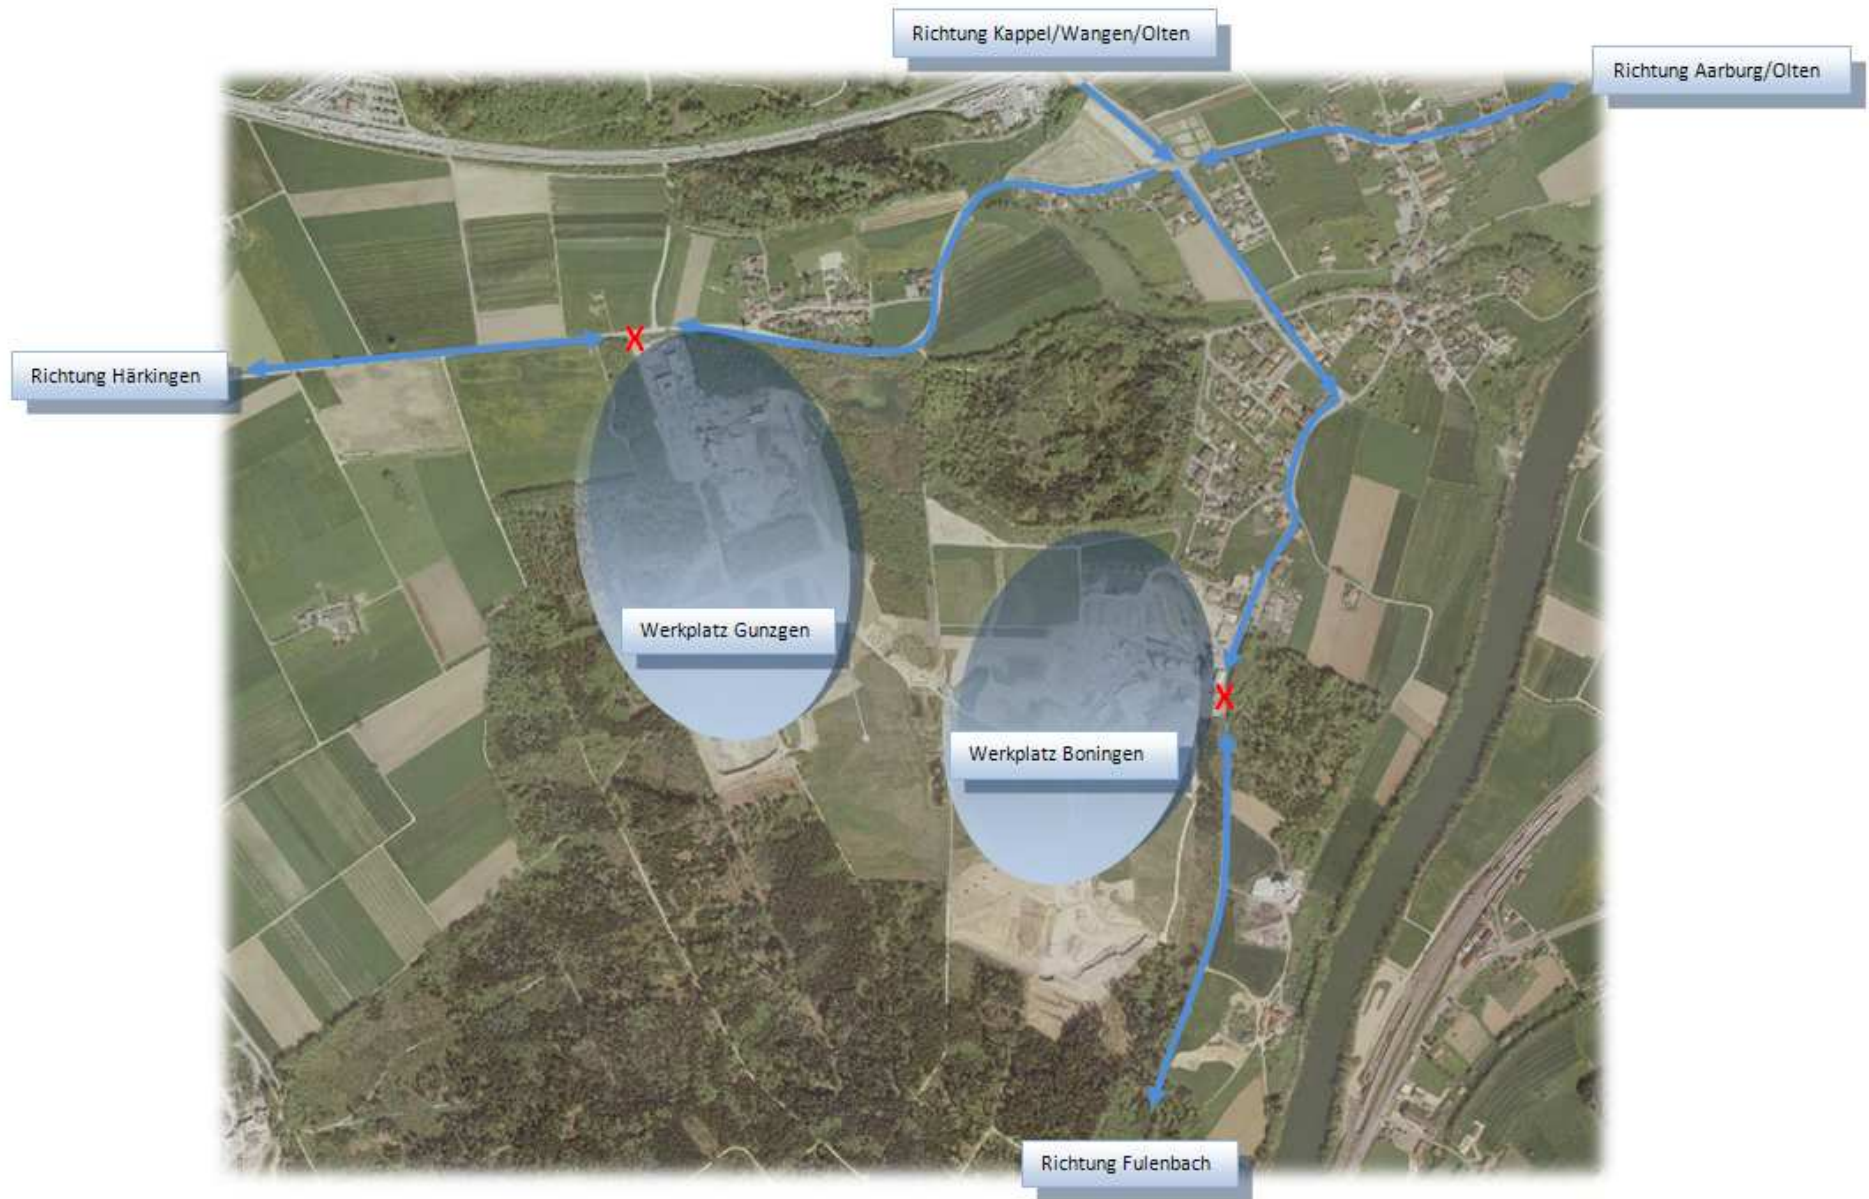 Richtung Kappel/Wangen/Olten
Richtung Aarburg/Olten
Richtung Härkingen
X
Werkplatz Gunzgen
X
Werkplatz Boningen
Richtung Fulenbach